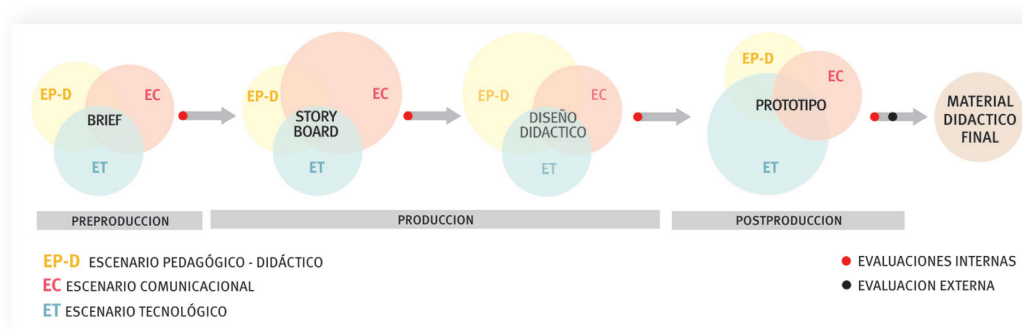 EP-D
EC
BRIEF
ET
EP-D
EC
STORY
BOARD
ET
EP-D
EC
DISEÑO
DIDACTICO
ET
EP-D
EC
PROTOTIPO
ET
MATERIAL
DIDACTICO
FINAL
PREPRODUCCION
PRODUCCION
POSTPRODUCCION
EP-D ESCENARIO PEDAGÓGICO - DIDÁCTICO
EC ESCENARIO COMUNICACIONAL
ET ESCENARIO TECNOLÓGICO
EVALUACIONES INTERNAS
EVALUACION EXTERNA